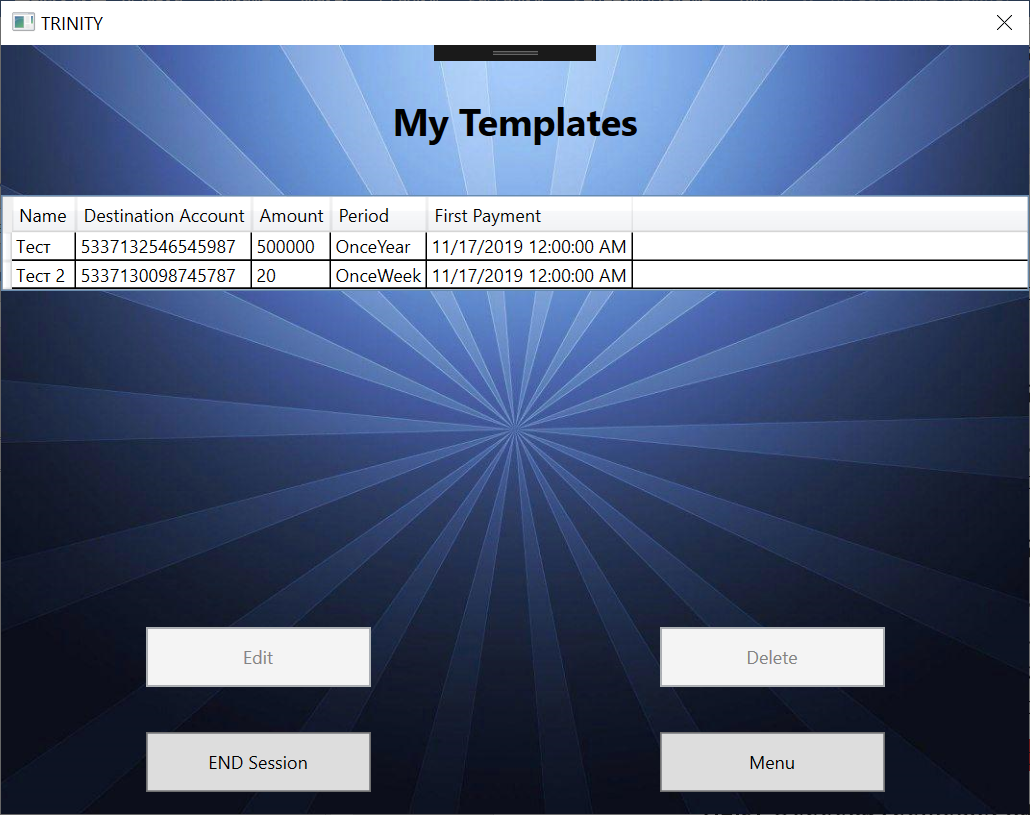 TRINITY
My Templates
Name Destination Account Amount Period First Payment
Тест 5337132546545987 500000 OnceYear 11/17/2019 12:00:00 AM
Тест 2 5337130098745787 20 OnceWeek 11/17/2019 12:00:00 AM
Edit Delete
END Session Menu